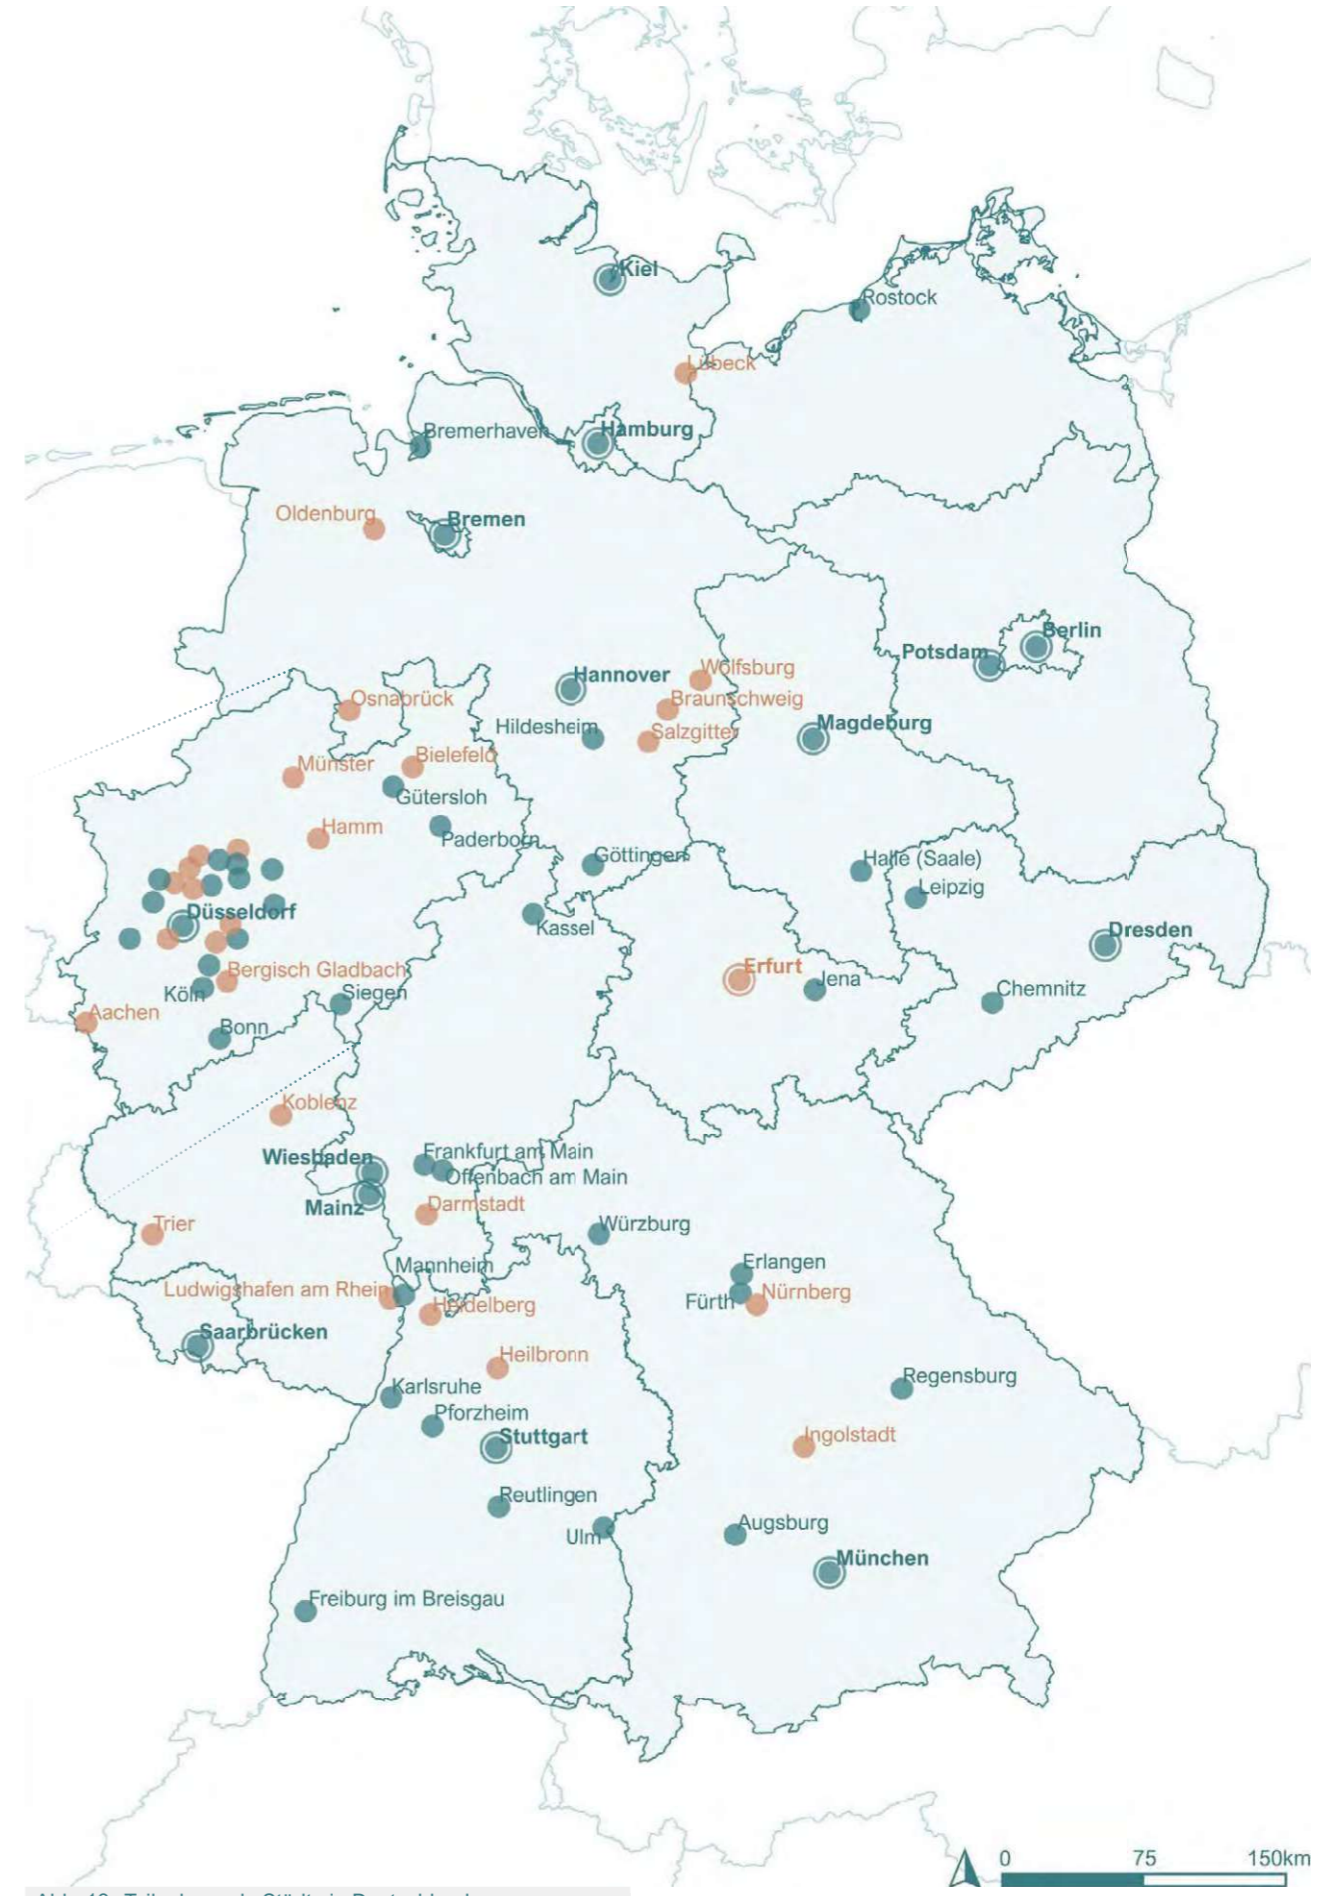 Kiel
Rostock
Lübeck
Bremerhaven
Hamburg
Oldenburg
Bremen
Berlin
Potsdam
Wolfsburg
Hannover
Osnabrück
Braunschweig
Hildesheim
Salzgitter
Magdeburg
Münster
Bielefeld
Gütersloh
Hamm
Paderborn
Göttingen
Halle (Saale)
Leipzig
Düsseldorf
Kassel
Dresden
Bergisch Gladbach
Erfurt
Jena
Köln
Siegen
Chemnitz
Aachen
Bonn
Koblenz
Wiesbaden
Frankfurt am Main
Offenbach am Main
Mainz
Darmstadt
Trier
Würzburg
Mannheim
Erlangen
Ludwigshafen am Rhein
Heidelberg
Fürth
Nürnberg
Saarbrücken
Heilbronn
Karlsruhe
Regensburg
Pforzheim
Stuttgart
Ingolstadt
Reutlingen
Ulm
Augsburg
München
Freiburg im Breisgau
0 75 150km